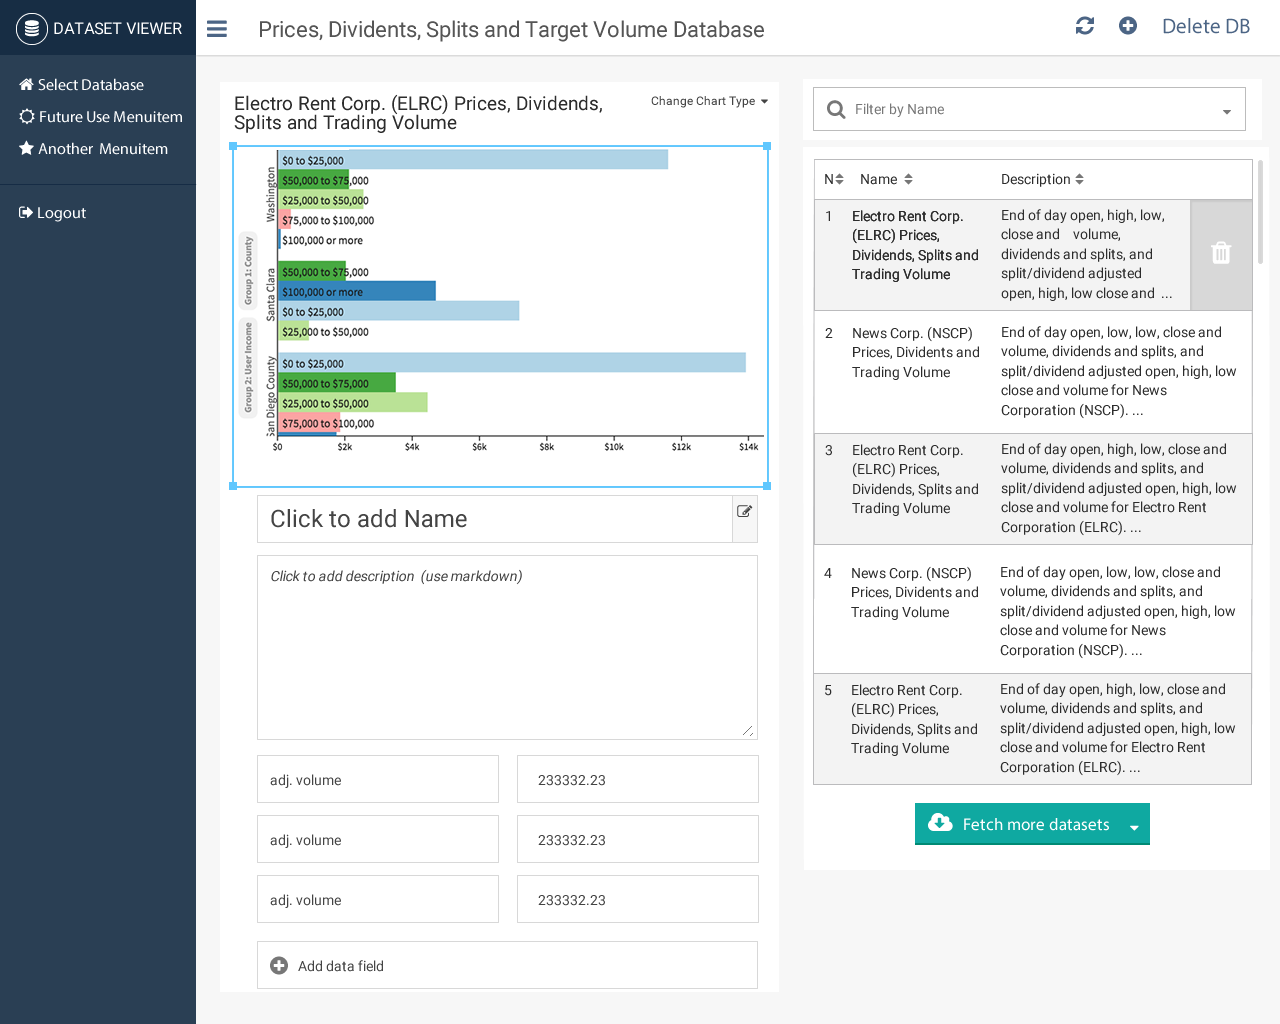 DATASET VIEWER
Select Database
Future Use Menuitem
Another Menuitem
Logout
Prices, Dividends, Splits and Target Volume Database
Delete DB
Electro Rent Corp. (ELRC) Prices, Dividends,
Splits and Trading Volume
Change Chart Type
Group 1: County
Group 2: User Income
Washington
$0 to $25,000
$50,000 to $75,000
$25,000 to $50,000
$75,000 to $100,000
$100,000 or more
Santa Clara
$50,000 to $75,000
$100,000 or more
$0 to $25,000
$25,000 to $50,000
San Diego County
$0 to $25,000
$50,000 to $75,000
$25,000 to $50,000
$75,000 to $100,000
$0 $2k $4k $6k $8k $10k $12k $14k
Click to add Name
Click to add description (use markdown)
adj. volume 233332.23
adj. volume 233332.23
adj. volume 233332.23
Add data field
Filter by Name
N Name Description
1
Electro Rent Corp.
(ELRC) Prices,
Dividends, Splits and
Trading Volume
End of day open, high, low,
close and volume,
dividends and splits, and
split/dividend adjusted
open, high, low close and ...
2
News Corp. (NSCP)
Prices, Dividents and
Trading Volume
End of day open, low, low, close and
volume, dividends and splits, and
split/dividend adjusted open, high, low
close and volume for News
Corporation (NSCP). ...
3
Electro Rent Corp.
(ELRC) Prices,
Dividends, Splits and
Trading Volume
End of day open, high, low, close and
volume, dividends and splits, and
split/dividend adjusted open, high, low
close and volume for Electro Rent
Corporation (ELRC). ...
4
News Corp. (NSCP)
Prices, Dividents and
Trading Volume
End of day open, low, low, close and
volume, dividends and splits, and
split/dividend adjusted open, high, low
close and volume for News
Corporation (NSCP). ...
5
Electro Rent Corp.
(ELRC) Prices,
Dividends, Splits and
Trading Volume
End of day open, high, low, close and
volume, dividends and splits, and
split/dividend adjusted open, high, low
close and volume for Electro Rent
Corporation (ELRC). ...
Fetch more datasets